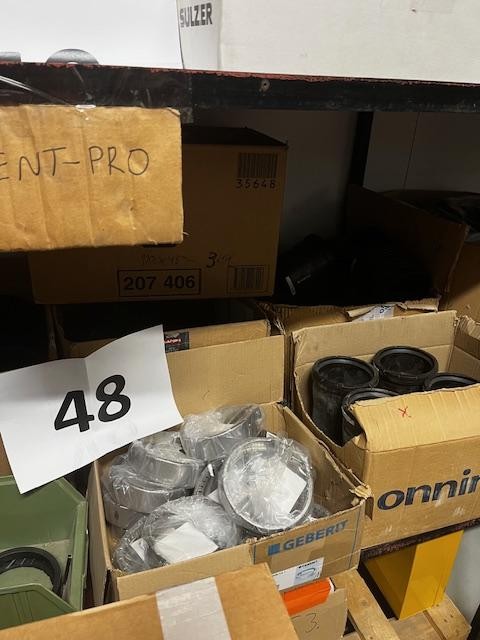 SULZER
ENT-PRO
35648
207 406
48
GEBERIT
onnin